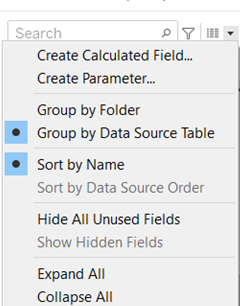 Search
Create Calculated Field...
Create Parameter...
Group by Folder
Group by Data Source Table
Sort by Name
Sort by Data Source Order
Hide All Unused Fields
Show Hidden Fields
Expand All
Collapse All